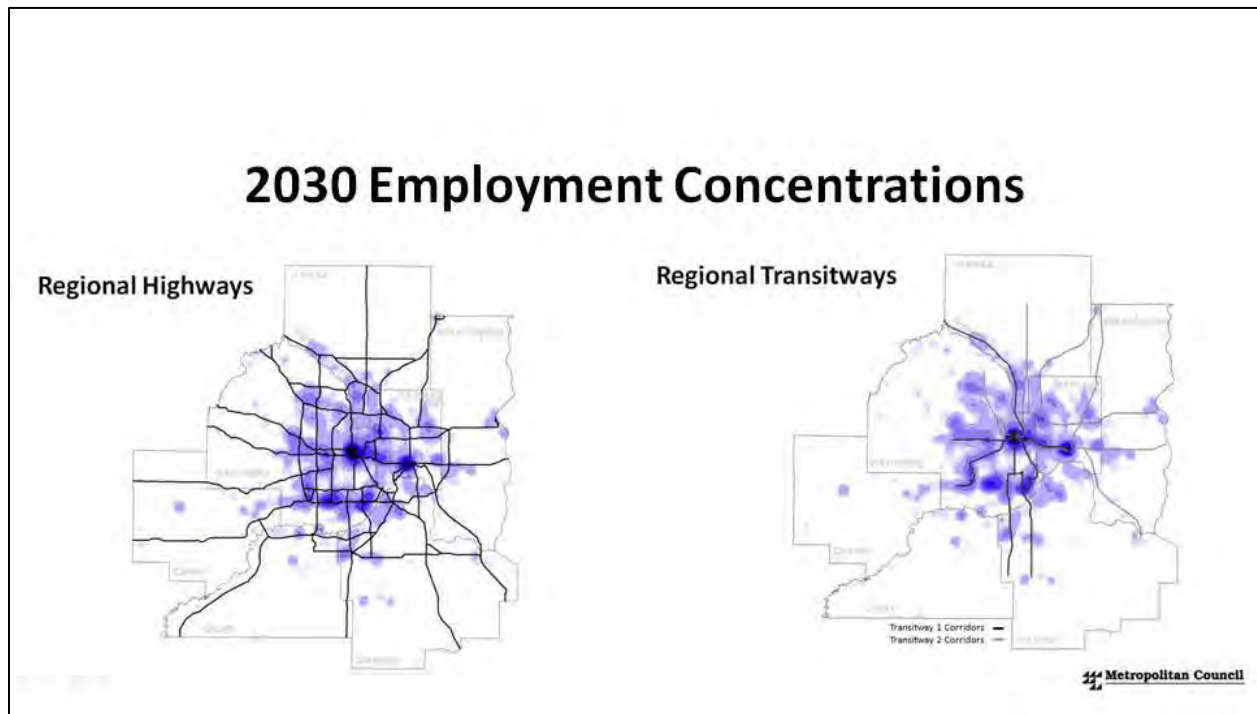 2030 Employment Concentrations
Regional Highways
Regional Transitways
Transitway 1 Corridors
Transitway 2 Corridors
Metropolitan Council